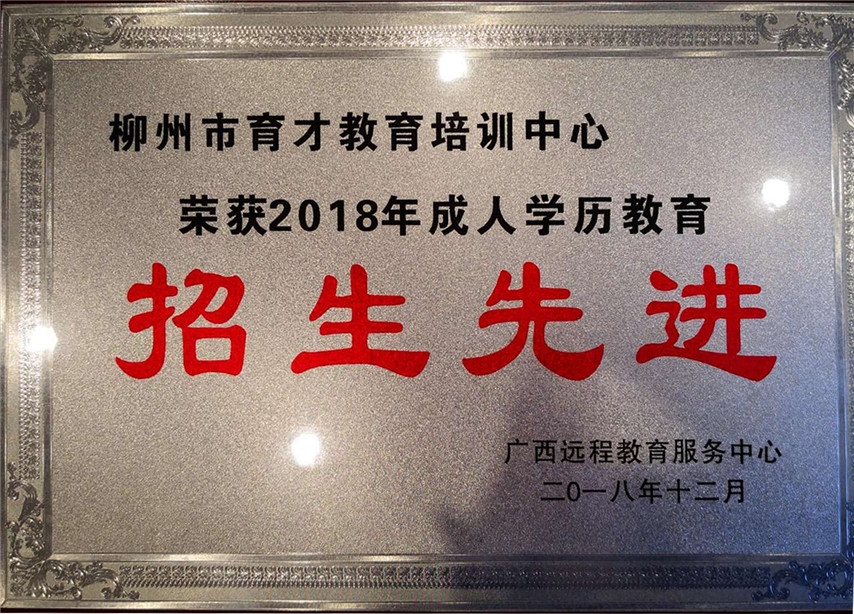 柳州市育才教育培训中心
荣获2018年成人学历教育
招生先进
广西远程教育服务中心
二0一八年十二月